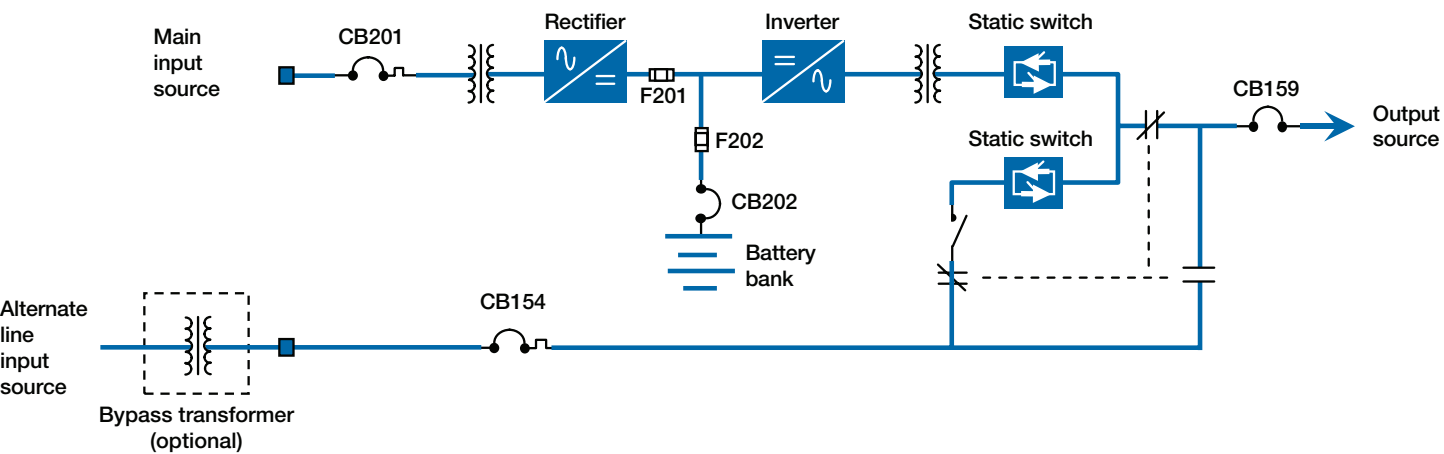 Main
input
source
CB201
Rectifier
F201
Inverter
Static switch
CB159
Output
source
F202
Static switch
CB202
Battery
bank
Alternate
line
input
source
CB154
Bypass transformer
(optional)